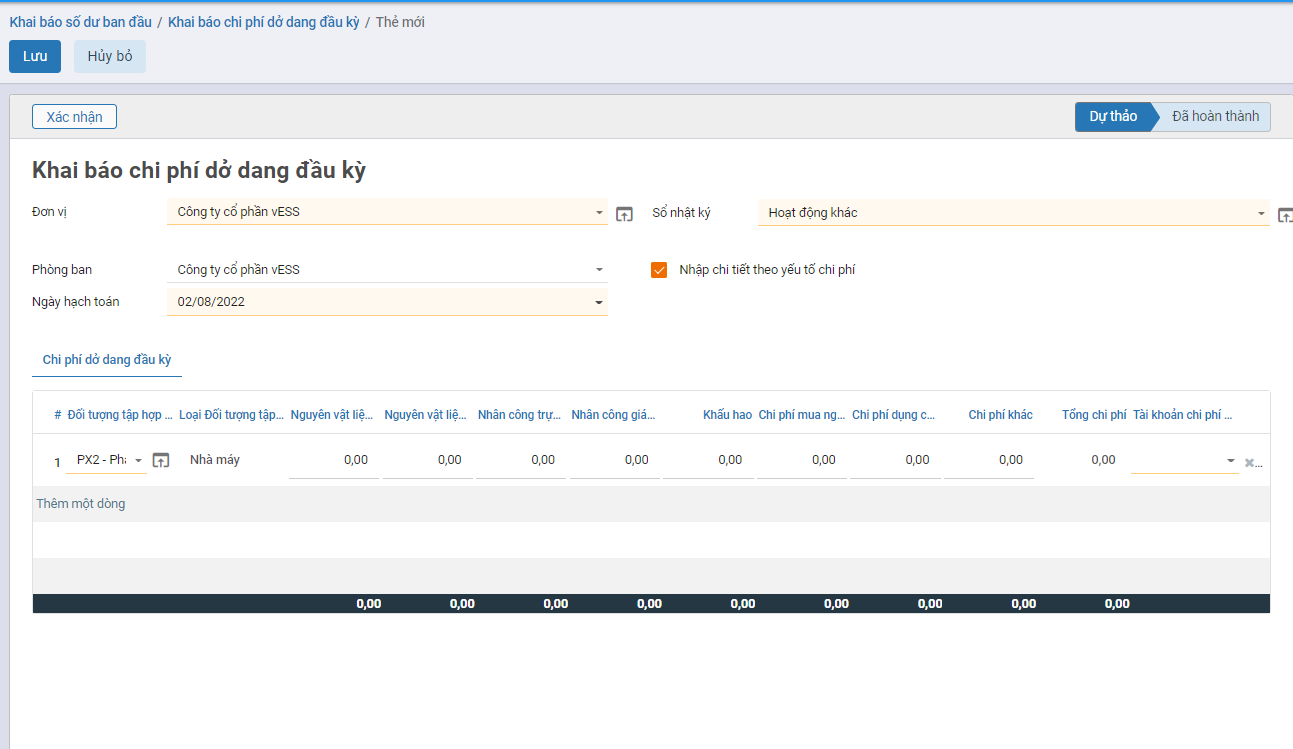 Khai báo số dư ban đầu / Khai báo chi phí dở dang đầu kỳ / Thẻ mới
Lưu Hủy bỏ
Xác nhận Dự thảo Đã hoàn thành
Khai báo chi phí dở dang đầu kỳ
Đơn vị Công ty cổ phần vESS Sổ nhật ký Hoạt động khác
Phòng ban Công ty cổ phần vESS Nhập chi tiết theo yếu tố chi phí
Ngày hạch toán 02/08/2022
Chi phí dở dang đầu kỳ
# Đối tượng tập hợp ... Loại Đối tượng tập... Nguyên vật liệ... Nguyên vật liệ... Nhân công trự... Nhân công giá... Khấu hao Chi phí mua ng... Chi phí dụng c... Chi phí khác Tổng chi phí Tài khoản chi phí ...
1 PX2 - Phâ Nhà máy 0,00 0,00 0,00 0,00 0,00 0,00 0,00 0,00 0,00
Thêm một dòng
0,00 0,00 0,00 0,00 0,00 0,00 0,00 0,00 0,00